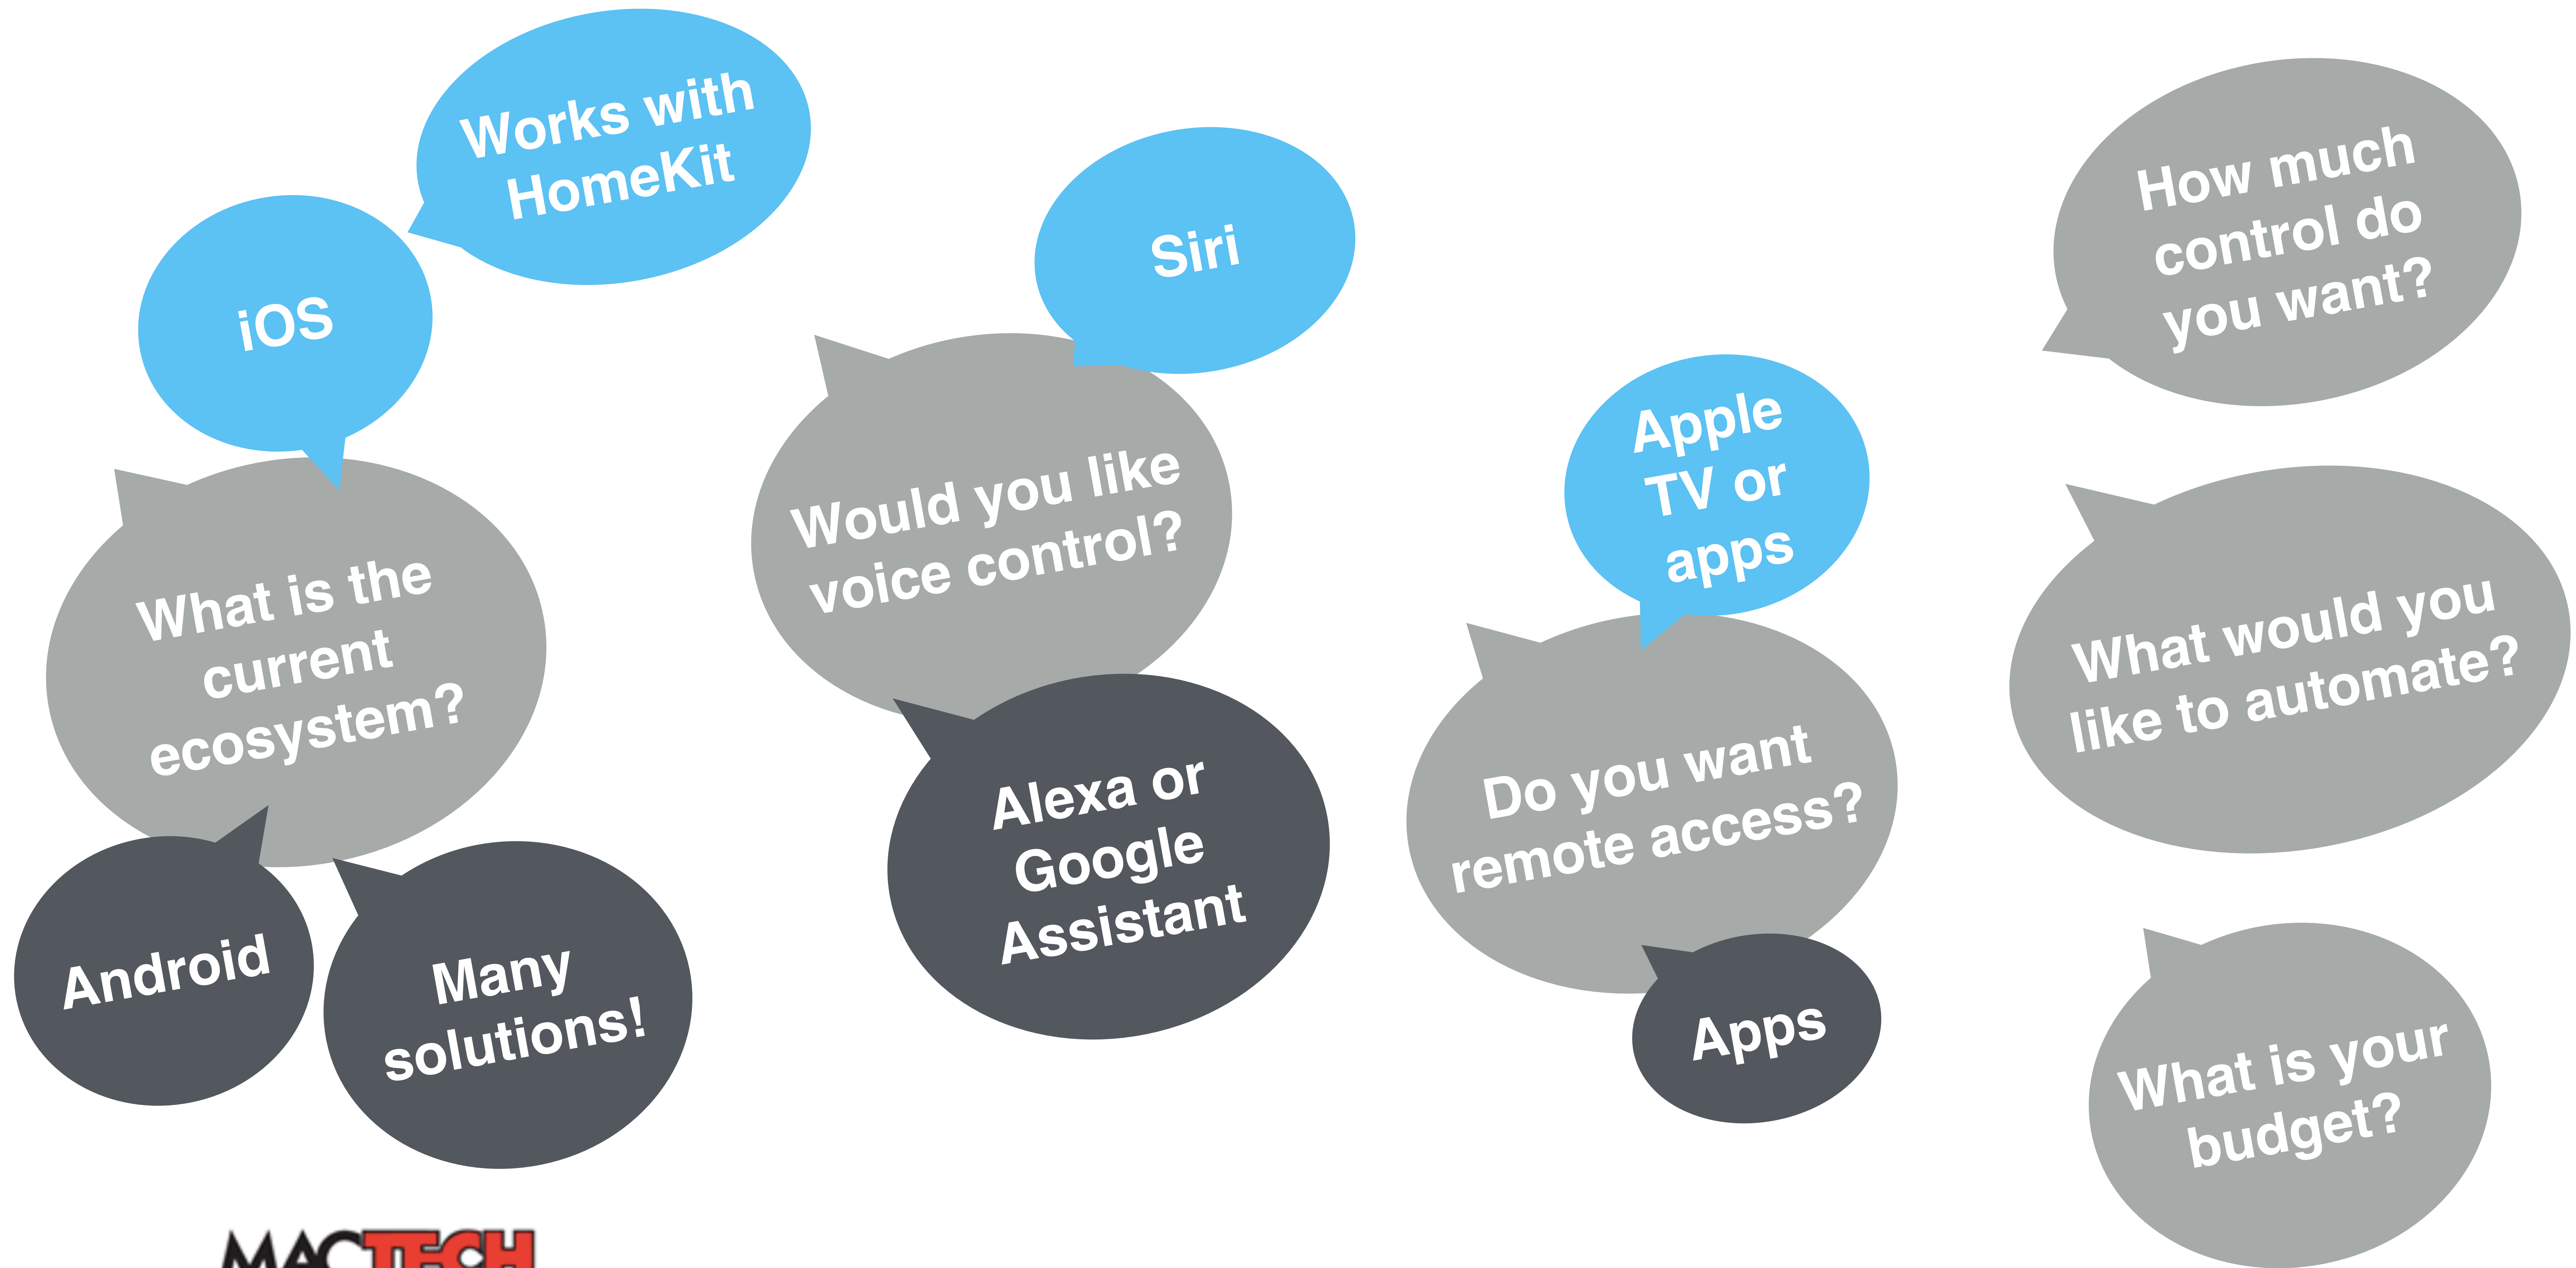 Works with
HomeKit
iOS
What is the
current
ecosystem?
Android
Many
solutions!
Siri
Would you like
voice control?
Alexa or
Google
Assistant
Apple
TV or
apps
Do you want
remote access?
Apps
How much
control do
you want?
What would you
like to automate?
What is your
budget?
MACTECH